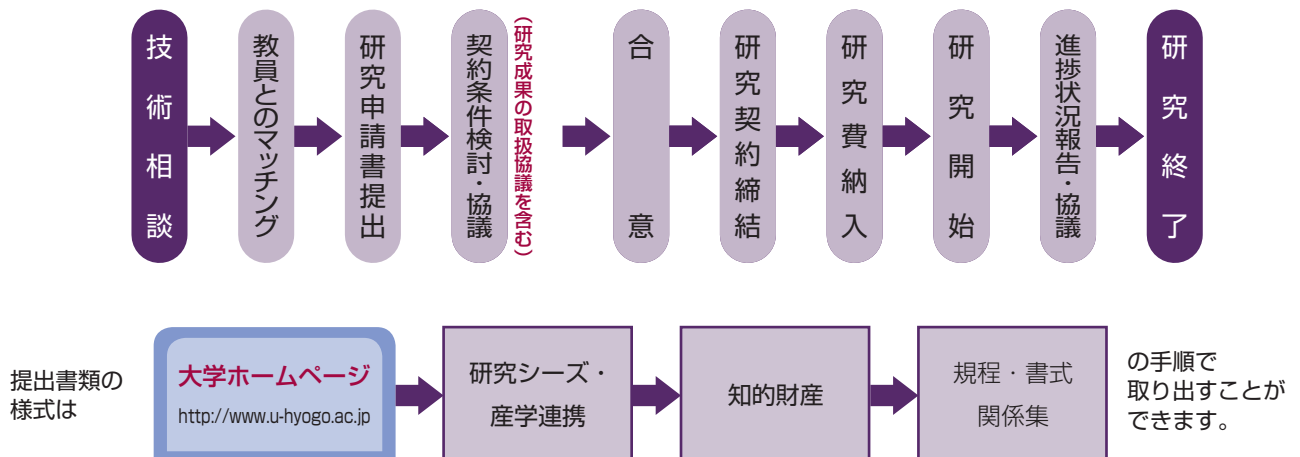 技術相談
教員とのマッチング
研究申請書提出
契約条件検討・協議
(研究成果の取扱協議を含む)
合意
研究契約締結
研究費納入
研究開始
進捗状況報告・協議
研究終了
提出書類の
様式は
大学ホームページ
http://www.u-hyogo.ac.jp
研究シーズ・
産学連携
知的財産
規程・書式
関係集
の手順で
取り出すことが
できます。